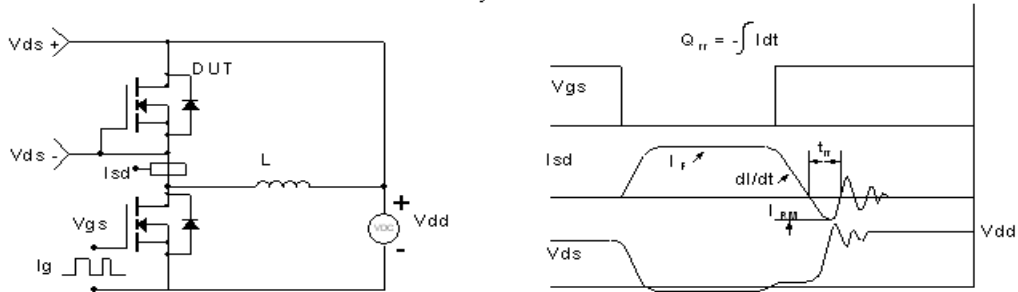 Vds +
DUT
Vds -
Isd
L
Vgs
Ig
VDC
+
-
Vdd
Q rr = -∫ Idt
Vgs
Isd
I F
dI/dt
t rr
I RM
Vds
Vdd